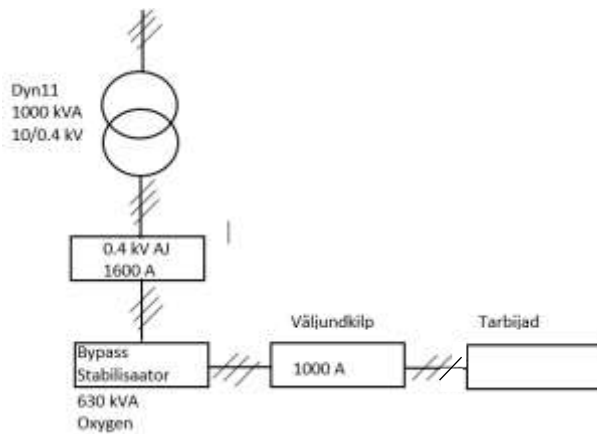 Dyn11
1000 kVA
10/0.4 kV
0.4 kV AJ
1600 A
Bypass
Stabilisaator
630 kVA
Oxygen
Väljundkilp
1000 A
Tarbijad